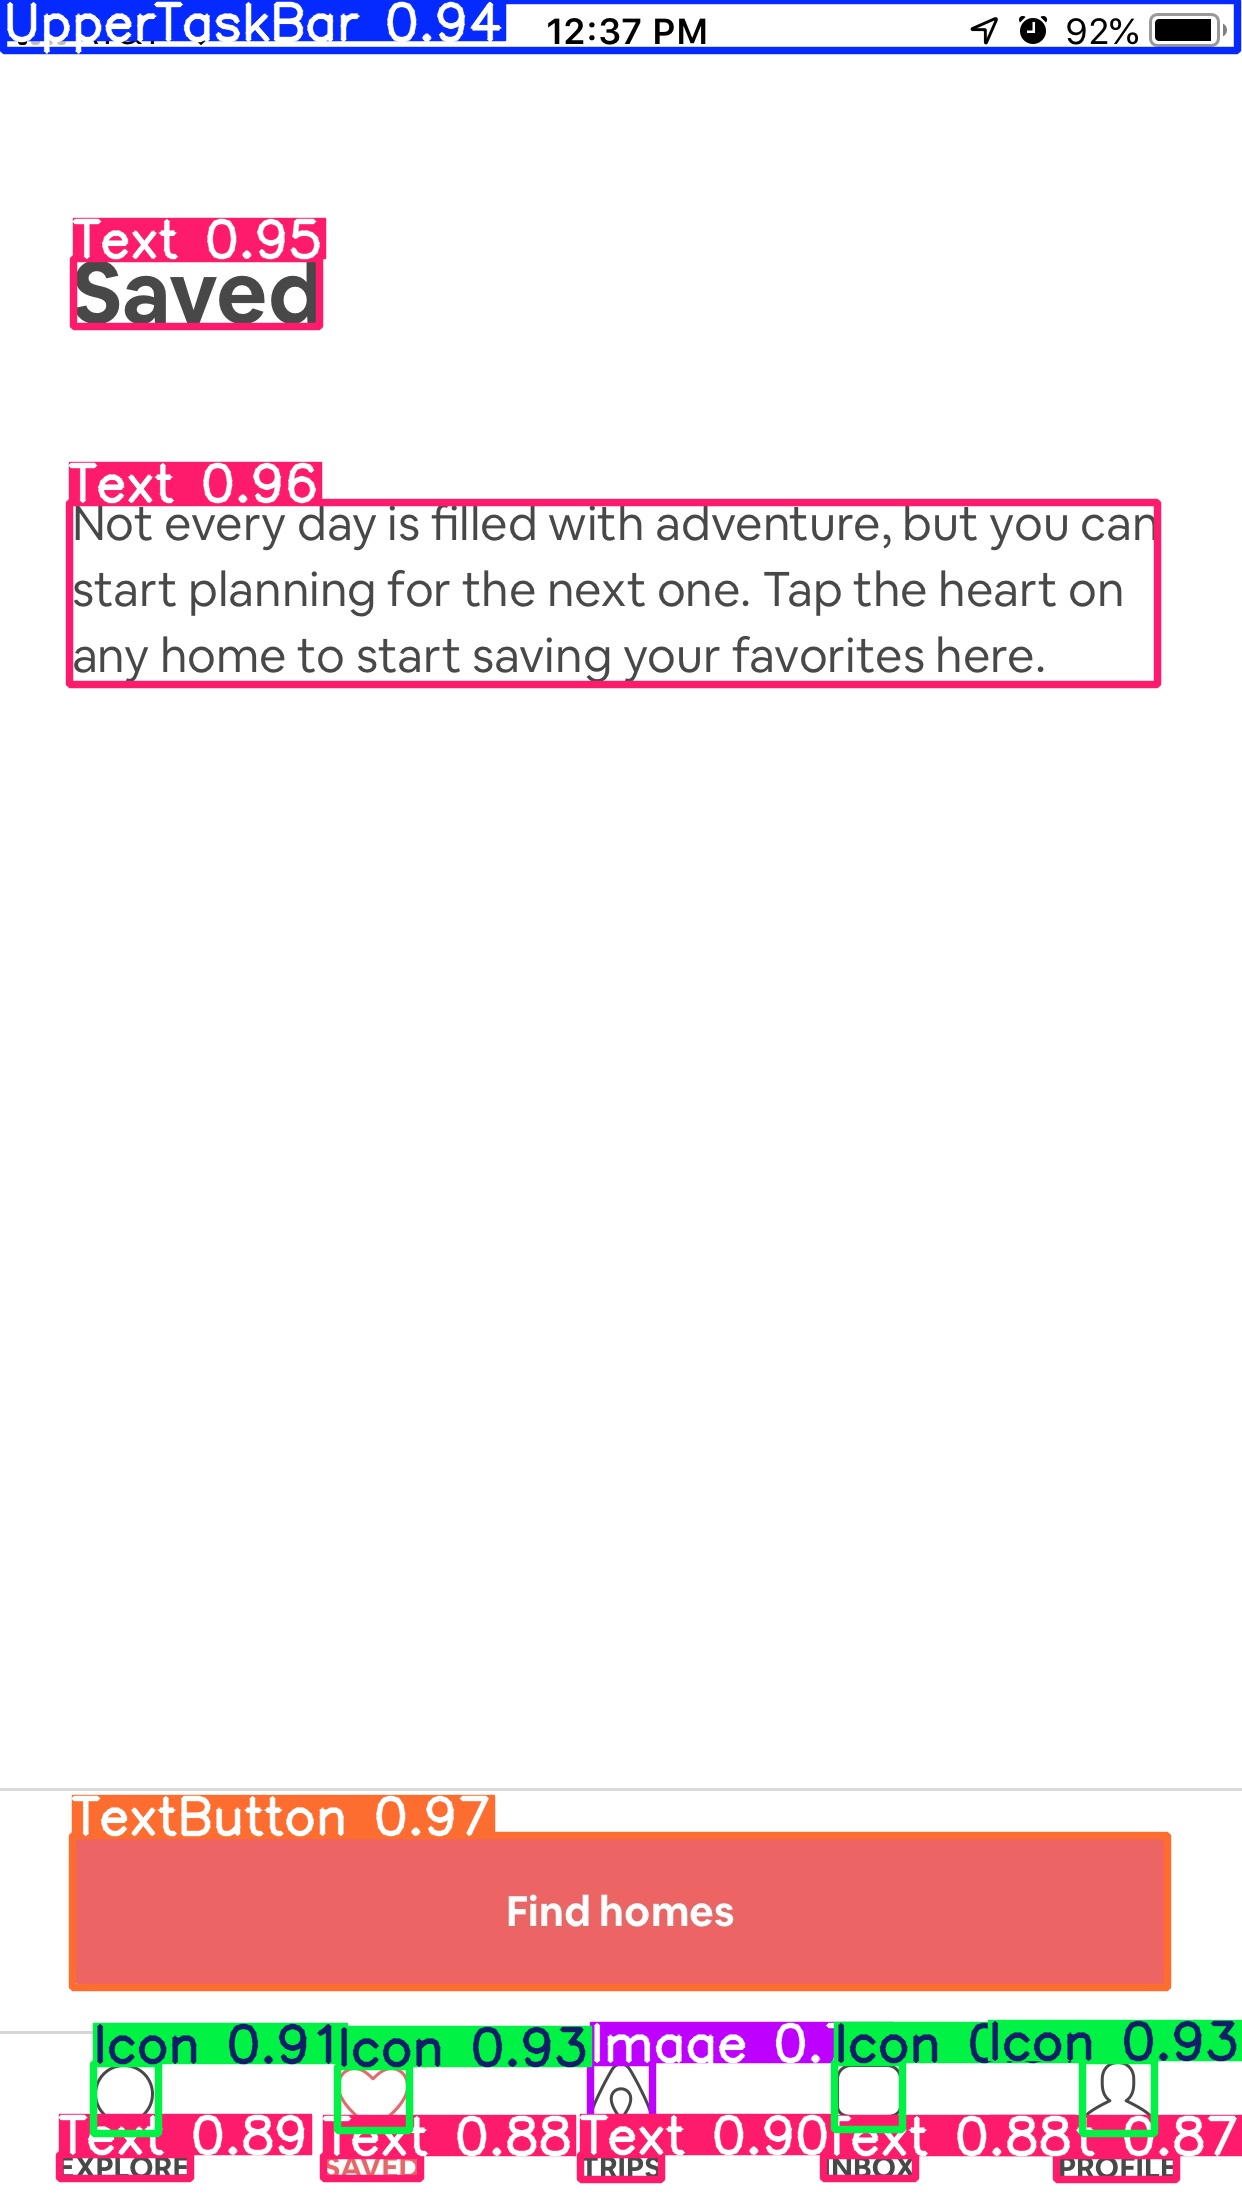 UpperTaskBar 0.94
12:37 PM
92%
Text 0.95
Saved
Text 0.96
Not every day is filled with adventure, but you can
start planning for the next one. Tap the heart on
any home to start saving your favorites here.
TextButton 0.97
Find homes
Icon 0.91 Icon 0.93 Image 0. Icon Icon 0.93
Text 0.89 Text 0.88 Text 0.90 Text 0.88 0.87
EXPLORE SAVED TRIPS INBOX PROFILE